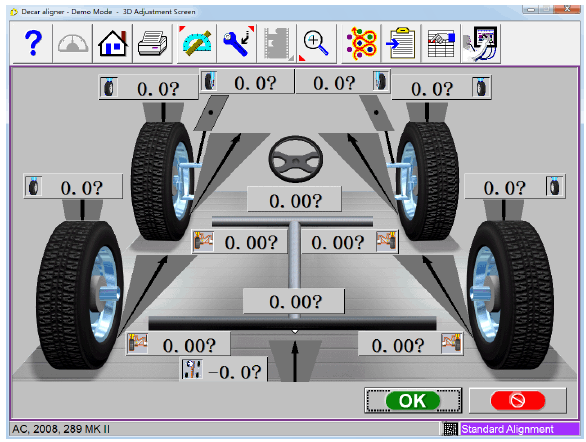 Decar aligner - Demo Mode - 3D Adjustment Screen
0.0? 0.0? 0.0? 0.0?
0.0? 0.0?
0.00?
0.00? 0.00?
0.00?
0.00? 0.00?
-0.0?
OK
AC, 2008, 289 MK II Standard Alignment